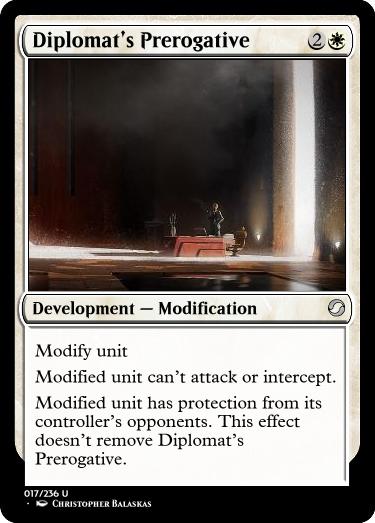 Diplomat's Prerogative 2
Development — Modification
Modify unit
Modified unit can't attack or intercept.
Modified unit has protection from its
controller's opponents. This effect
doesn't remove Diplomat's
Prerogative.
017/236 U
· Christopher Balaskas